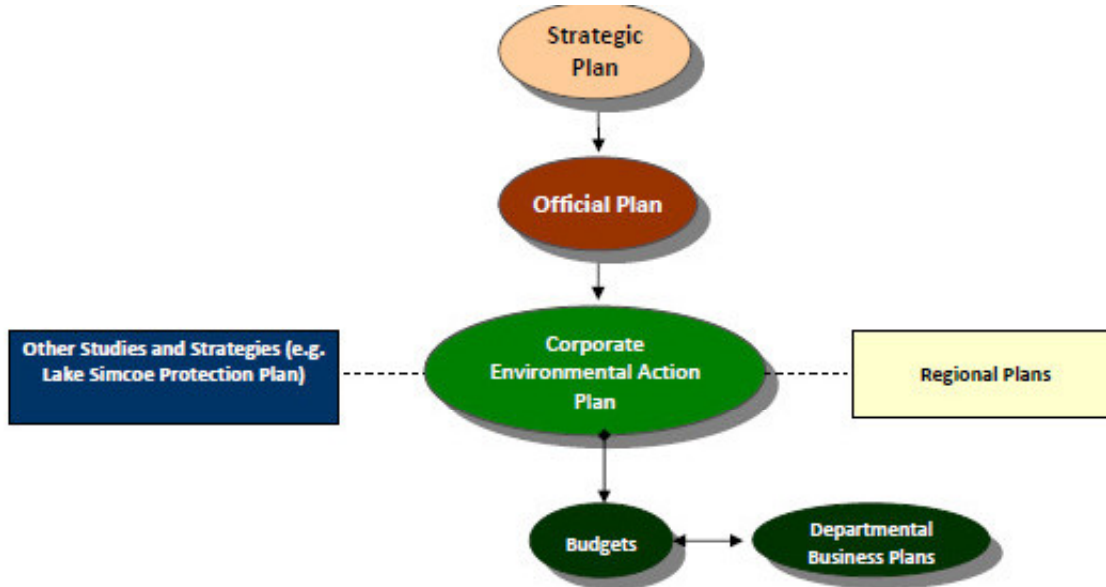 Strategic
Plan
Official Plan
Other Studies and Strategies (e.g.
Lake Simcoe Protection Plan)
Corporate
Environmental Action
Plan
Regional Plans
Budgets
Departmental
Business Plans